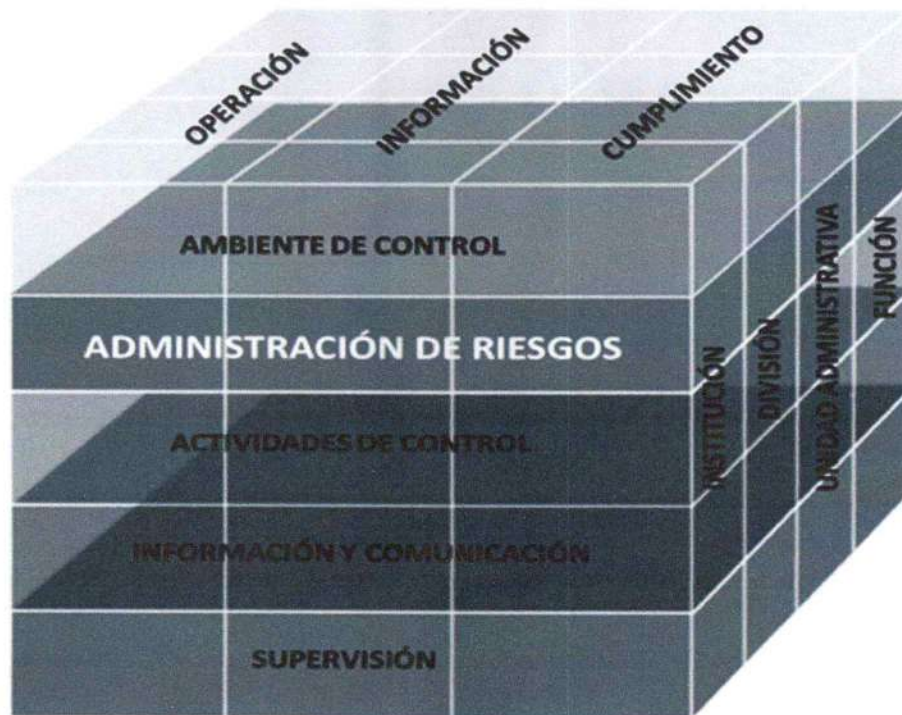 OPERACIÓN
INFORMACIÓN
CUMPLIMIENTO
AMBIENTE DE CONTROL
ADMINISTRACIÓN DE RIESGOS
ACTIVIDADES DE CONTROL
INFORMACIÓN Y COMUNICACIÓN
SUPERVISIÓN
INSTITUCIÓN
DIVISIÓN
UNIDAD ADMINISTRATIVA
FUNCIÓN